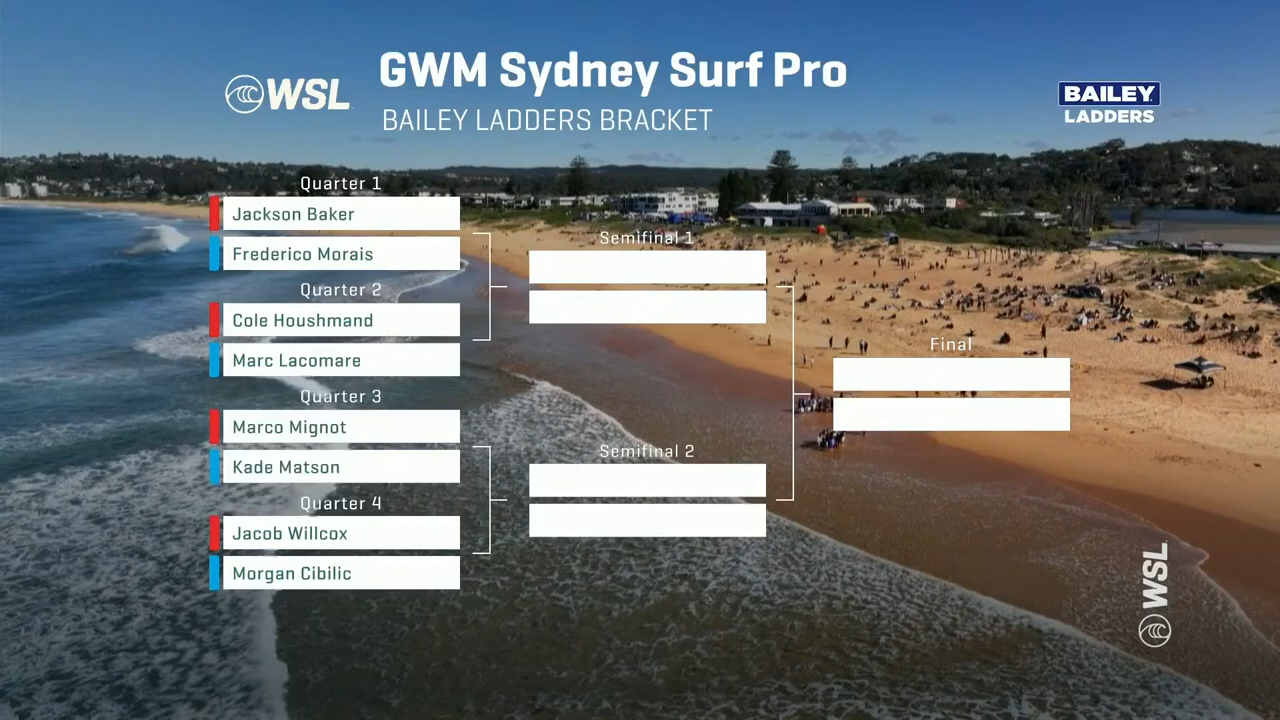 GWM Sydney Surf Pro
WSL
BAILEY LADDERS BRACKET
BAILEY
LADDERS
Quarter 1
Jackson Baker
Frederico Morais
Quarter 2
Cole Houshmand
Marc Lacomare
Quarter 3
Marco Mignot
Kade Matson
Quarter 4
Jacob Willcox
Morgan Cibilic
Semifinal 1
Semifinal 2
Final
WSL